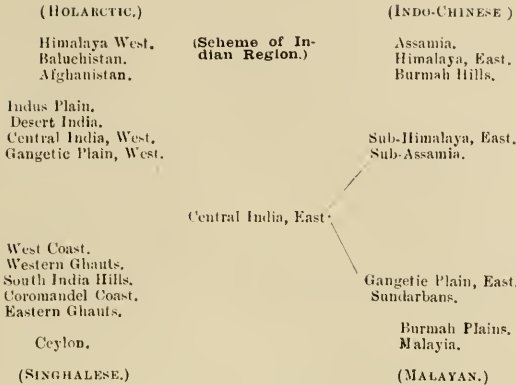 (HOLARCTIC.)
Himalaya West.
Baluchistan.
Afghanistan.
(Scheme of In-
dian Region.)
(INDO-CHINESE )
Assamia.
Himalaya, East.
Burmah Hills.
Indus Plain.
Desert India.
Central India, West.
Gangetic Plain, West.
Sub-Himalaya, East.
Sub-Assamia.
Central India, East
West Coast.
Western Ghauts.
South India Hills.
Coromandel Coast.
Eastern Ghauts.
Ceylon.
(SINGHALESE.)
Gangetic Plain, East.
Sundarbans.
Burmah Plains.
Malayia.
(MALAYAN.)